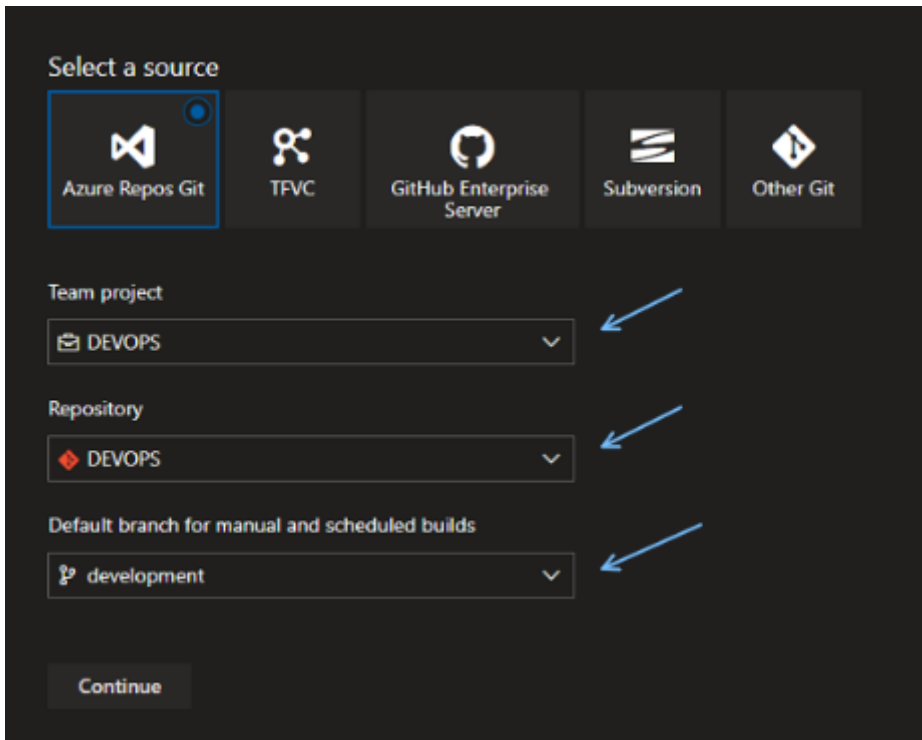 Select a source
Azure Repos Git
TFVC
GitHub Enterprise
Server
Subversion
Other Git
Team project
DEVOPS
Repository
DEVOPS
Default branch for manual and scheduled builds
development
Continue